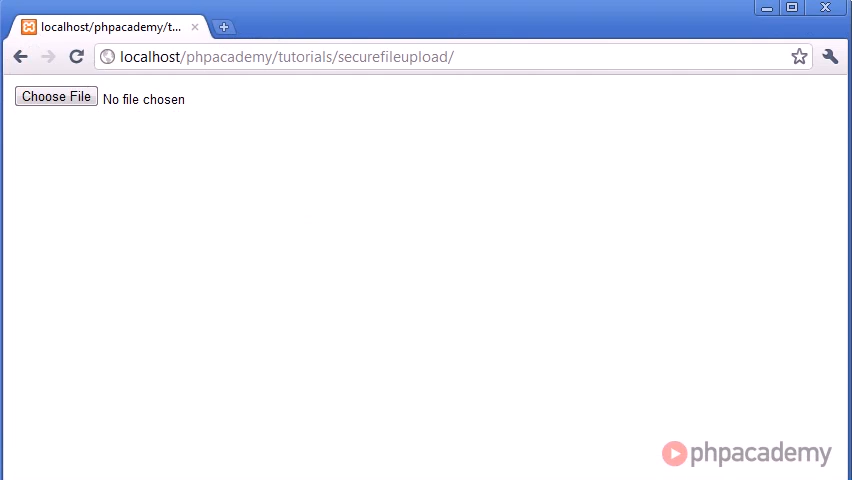 localhost/phpacademy/t...
localhost/phpacademy/tutorials/securefileupload/
Choose File No file chosen
phpacademy